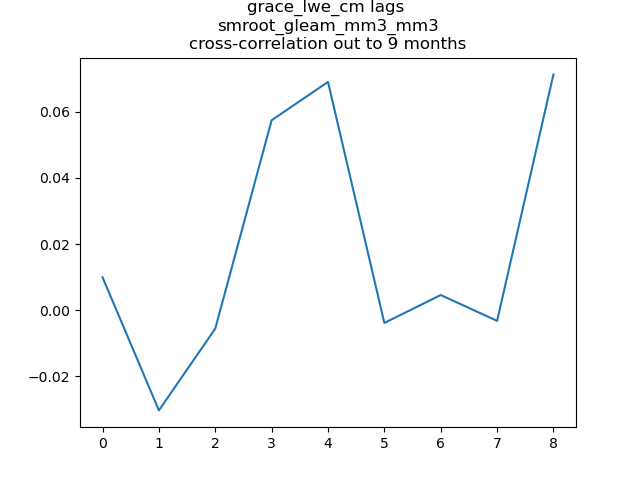 grace_lwe_cm lags
smroot_gleam_mm3_mm3
cross-correlation out to 9 months
0.06
0.04
0.02
0.00
−0.02
0 1 2 3 4 5 6 7 8